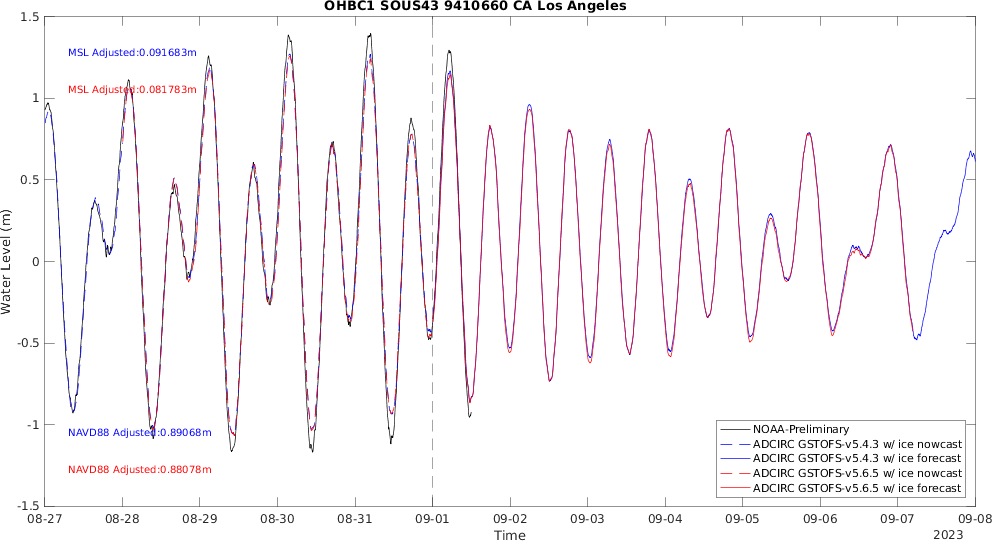 OHBC1 SOUS43 9410660 CA Los Angeles
1.5
1
0.5
0
-0.5
-1
-1.5
Water Level (m)
MSL Adjusted:0.091683m
MSL Adjusted:0.081783m
NAVD88 Adjusted:0.89068m
NAVD88 Adjusted:0.88078m
NOAA-Preliminary
ADCIRC GSTOFS-v5.4.3 w/ ice nowcast
ADCIRC GSTOFS-v5.4.3 w/ ice forecast
ADCIRC GSTOFS-v5.6.5 w/ ice nowcast
ADCIRC GSTOFS-v5.6.5 w/ ice forecast
08-27 08-28 08-29 08-30 08-31 09-01 09-02 09-03 09-04 09-05 09-06 09-07 09-08
Time
2023